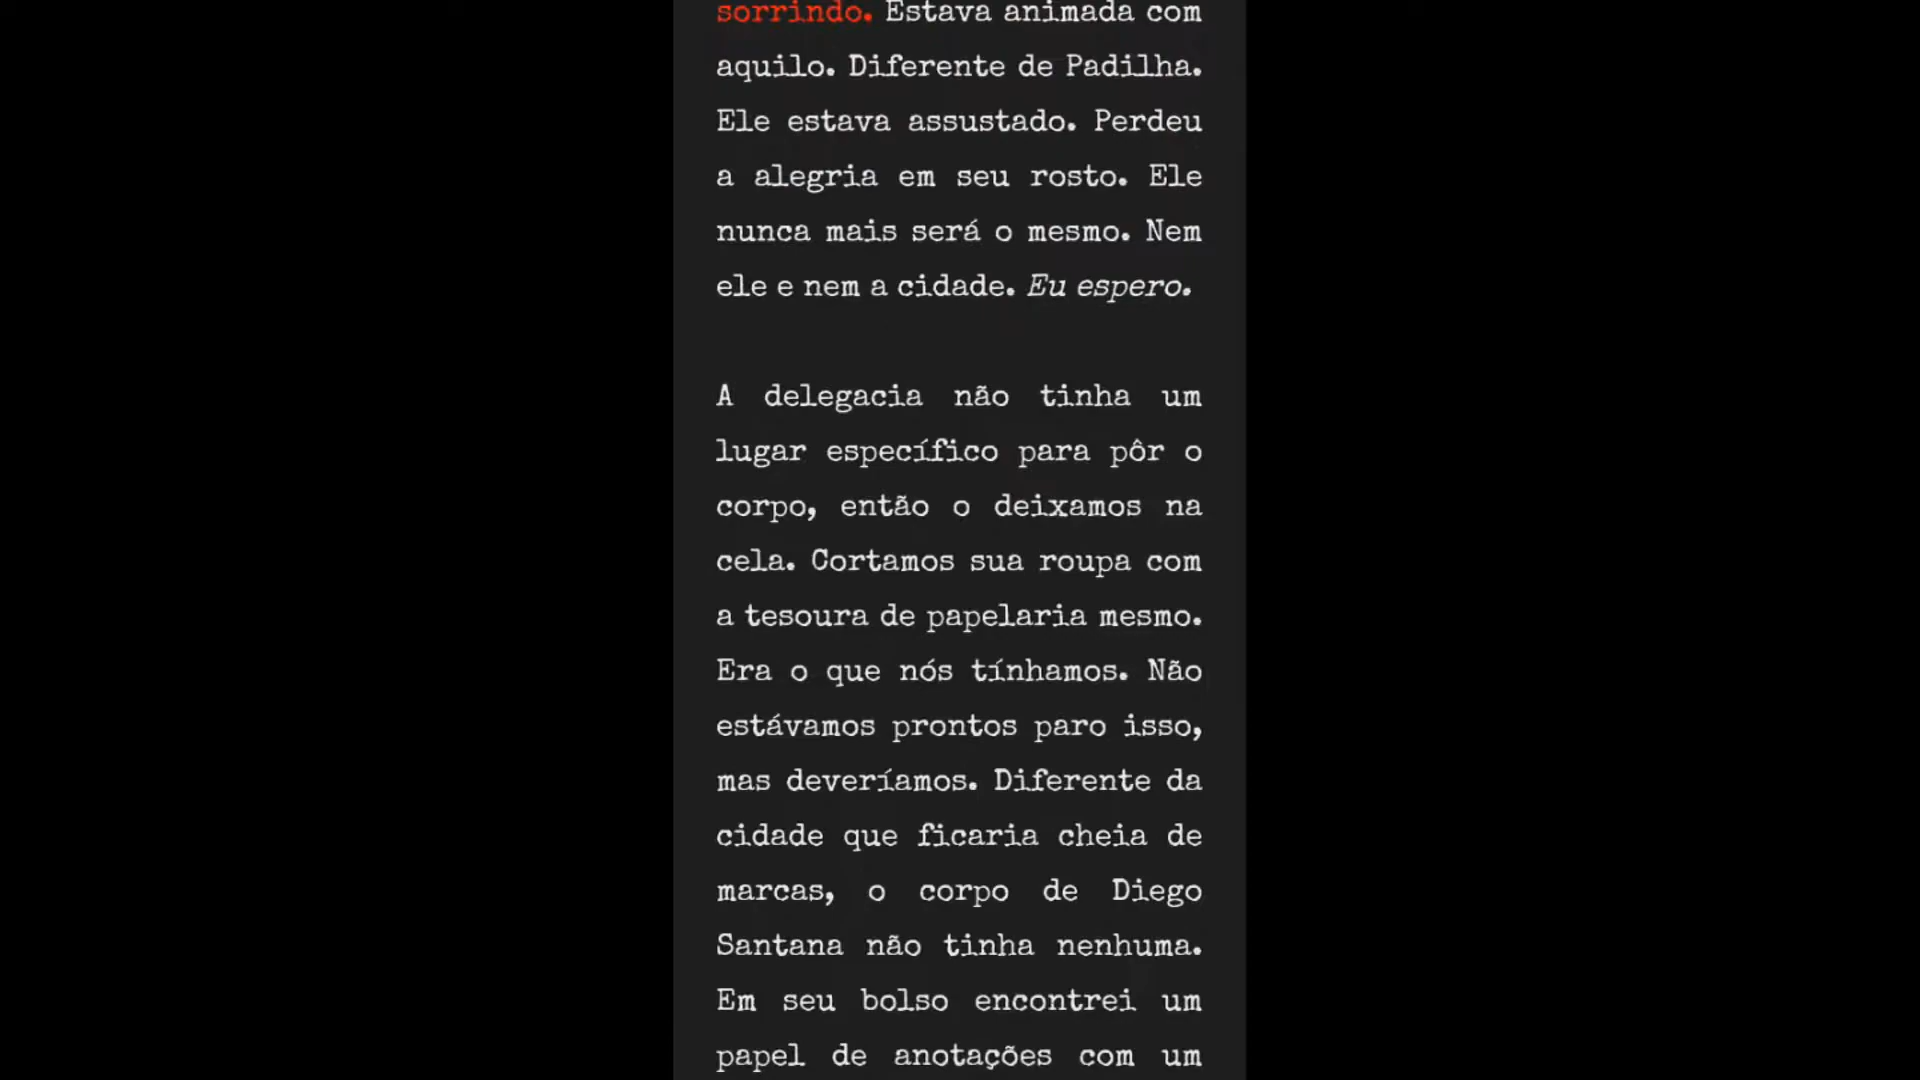 sorrindo. Estava animada com
aquilo. Diferente de Padilha.
Ele estava assustado. Perdeu
a alegria em seu rosto. Ele
nunca mais será o mesmo. Nem
ele e nem a cidade. Eu espero.
A delegacia não tinha um
lugar específico para pôr o
corpo, então o deixamos na
cela. Cortamos sua roupa com
a tesoura de papelaria mesmo.
Era o que nós tínhamos. Não
estávamos prontos paro isso,
mas deveríamos. Diferente da
cidade que ficaria cheia de
marcas, o corpo de Diego
Santana não tinha nenhuma.
Em seu bolso encontrei um
papel de anotações com um